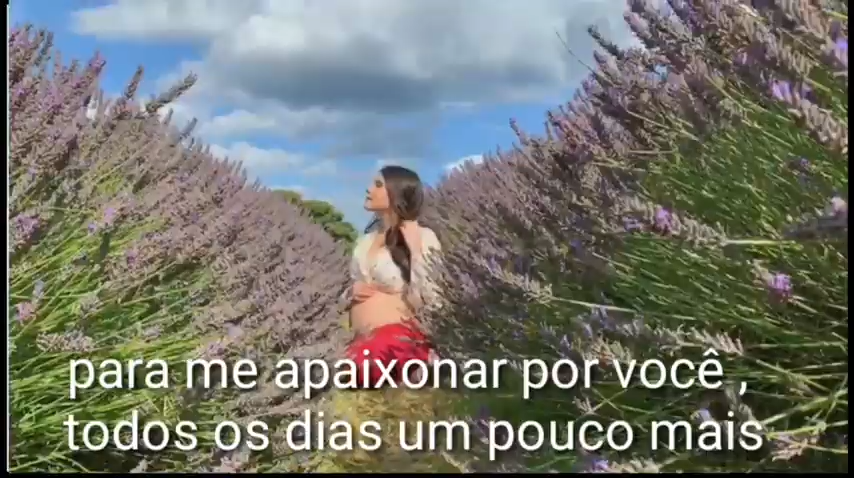 para me apaixonar por você ,
todos os dias um pouco mais